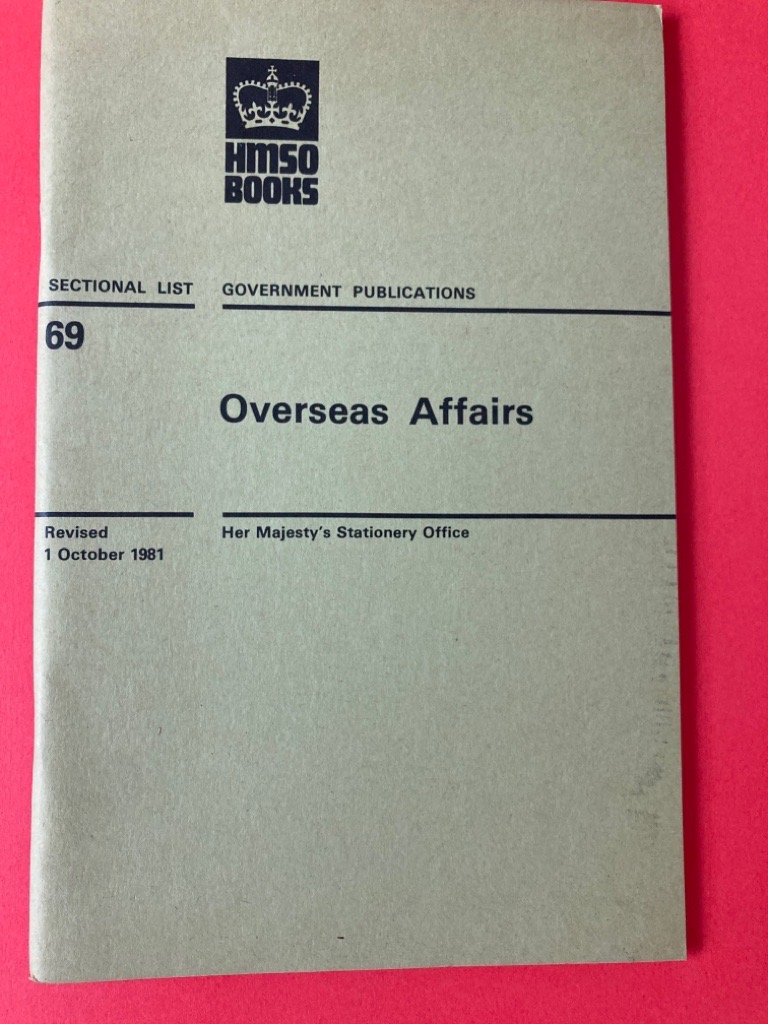 HMSO
BOOKS
SECTIONAL LIST
GOVERNMENT PUBLICATIONS
69
Overseas Affairs
Revised
1 October 1981
Her Majesty's Stationery Office